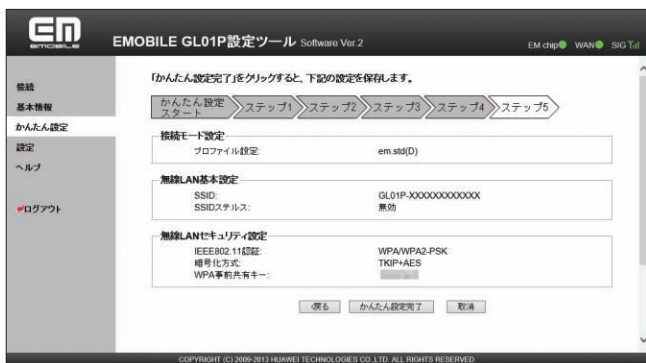 EM
EMOBILE
EMOBILE GL01P設定ツール Software Ver.2
EM chip WAN SIG
接続
基本情報
かんたん設定
設定
ヘルプ
ログアウト
「かんたん設定完了」をクリックすると、下記の設定を保存します。
かんたん設定
スタート
ステップ1
ステップ2
ステップ3
ステップ4
ステップ5
接続モード設定
プロファイル設定: em.std(D)
無線LAN基本設定
SSID: GL01P-XXXXXXXXXXXX
SSIDステルス: 無効
無線LANセキュリティ設定
IEEE802.11認証: WPA/WPA2-PSK
暗号化方式: TKIP+AES
WPA事前共有キー:
戻る かんたん設定完了 取消
COPYRIGHT (C) 2009-2013 HUAWEI TECHNOLOGIES CO.,LTD. ALL RIGHTS RESERVED.